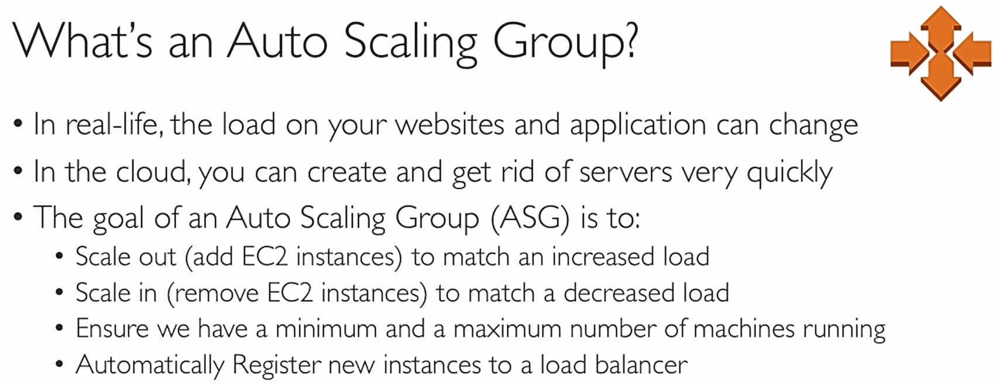 What's an Auto Scaling Group?
• In real-life, the load on your websites and application can change
• In the cloud, you can create and get rid of servers very quickly
• The goal of an Auto Scaling Group (ASG) is to:
• Scale out (add EC2 instances) to match an increased load
• Scale in (remove EC2 instances) to match a decreased load
• Ensure we have a minimum and a maximum number of machines running
• Automatically Register new instances to a load balancer